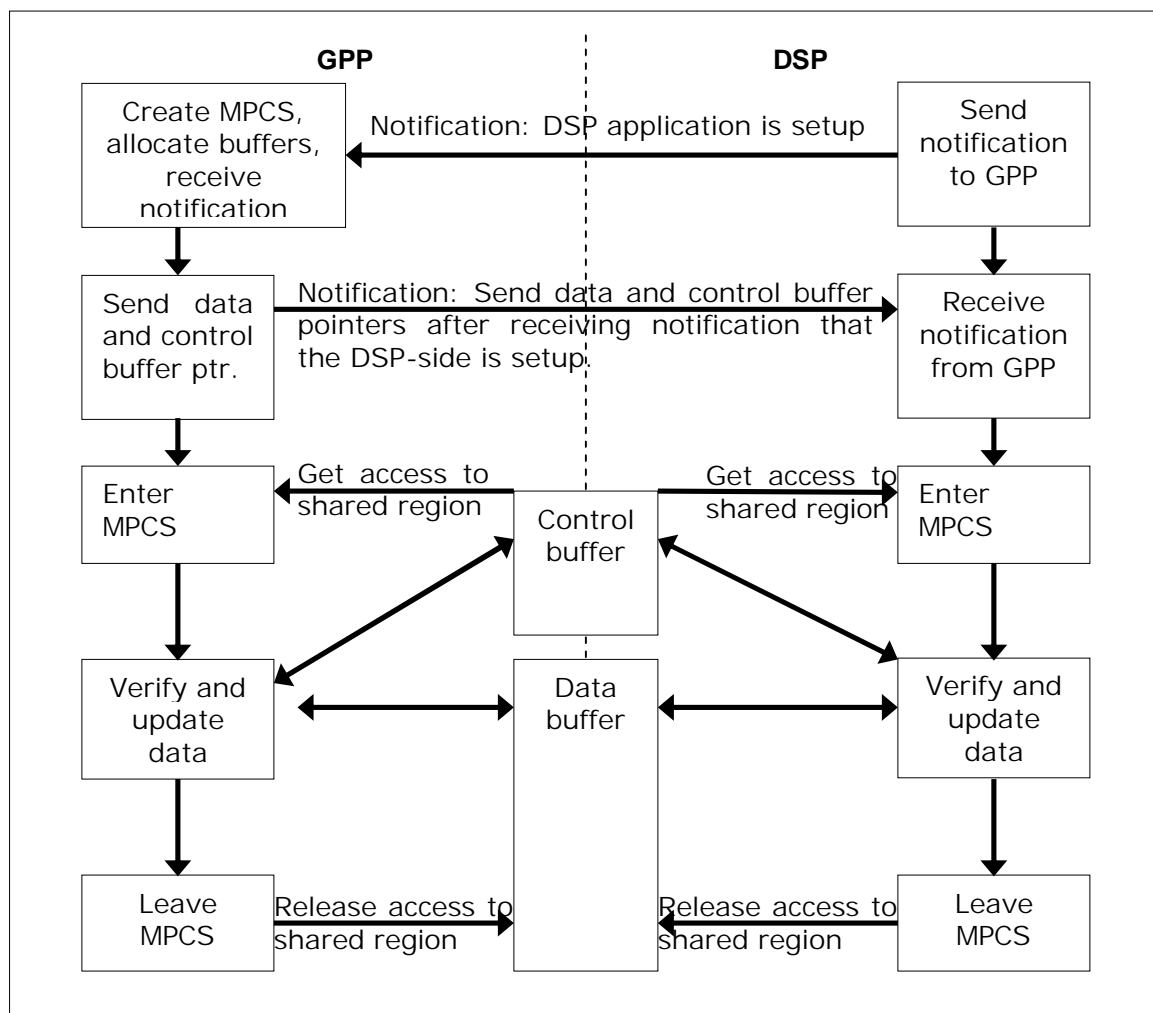 GPP
DSP
Create MPCS,
allocate buffers,
receive
notification
Notification: DSP application is setup
Send
notification
to GPP
Send data
and control
buffer ptr.
Notification: Send data and control buffer
pointers after receiving notification that
the DSP-side is setup.
Receive
notification
from GPP
Enter
MPCS
Get access to
shared region
Control
buffer
Get access to
shared region
Enter
MPCS
Verify and
update
data
Data
buffer
Verify and
update
data
Leave
MPCS
Release access to
shared region
Release access to
shared region
Leave
MPCS